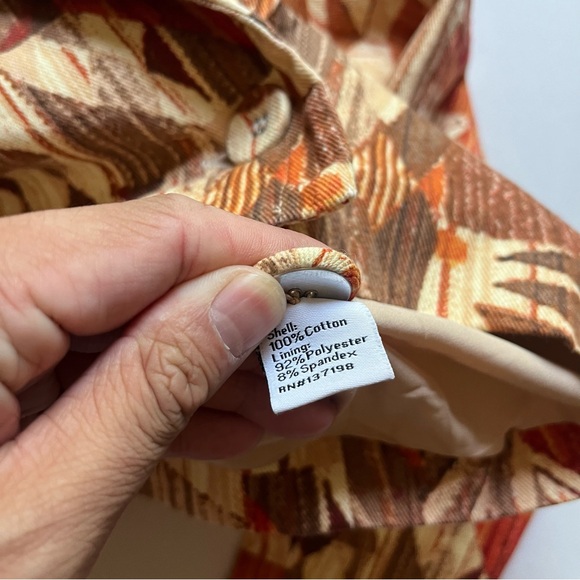 Shell:
100% Cotton
Lining:
92% Polyester
8% Spandex
RN#137198